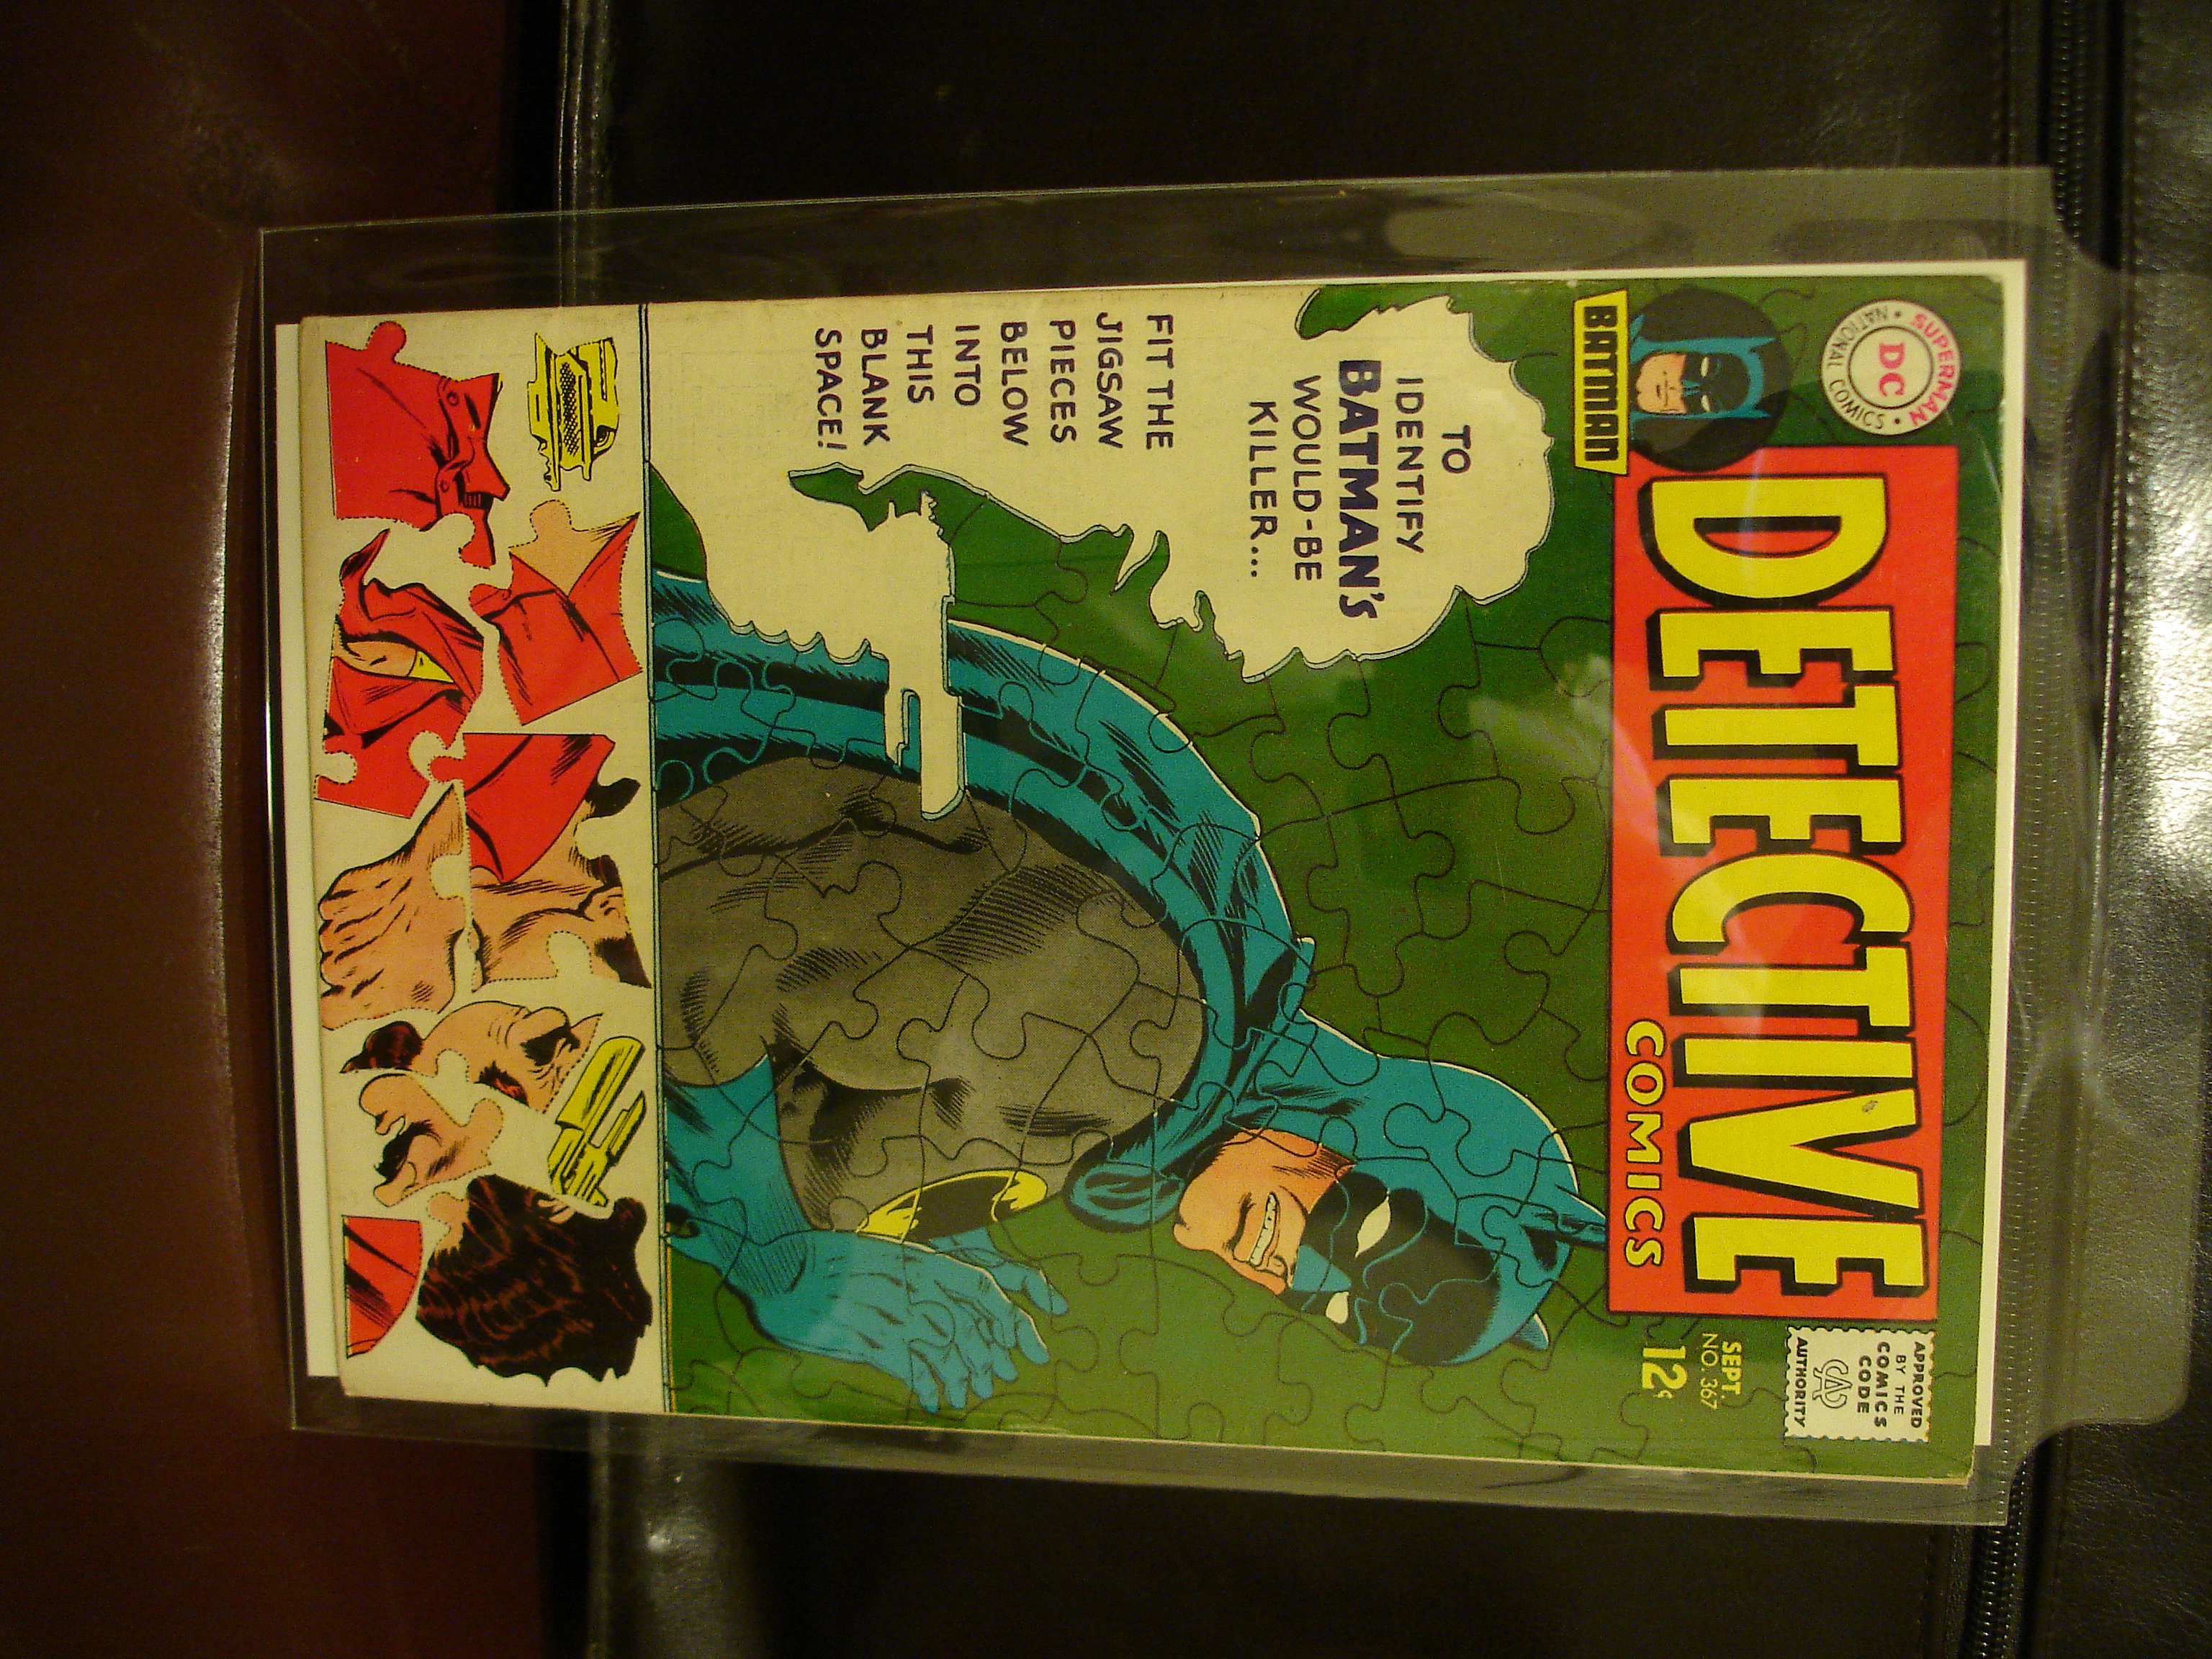 SUPERMAN
DC
NATIONAL COMICS
BATMAN
DETECTIVE
COMICS
APPROVED
BY THE
COMICS
CODE
CA
AUTHORITY
SEPT.
NO. 367
12¢
TO
IDENTIFY
BATMAN'S
WOULD-BE
KILLER...
FIT THE
JIGSAW
PIECES
BELOW
INTO
THIS
BLANK
SPACE!